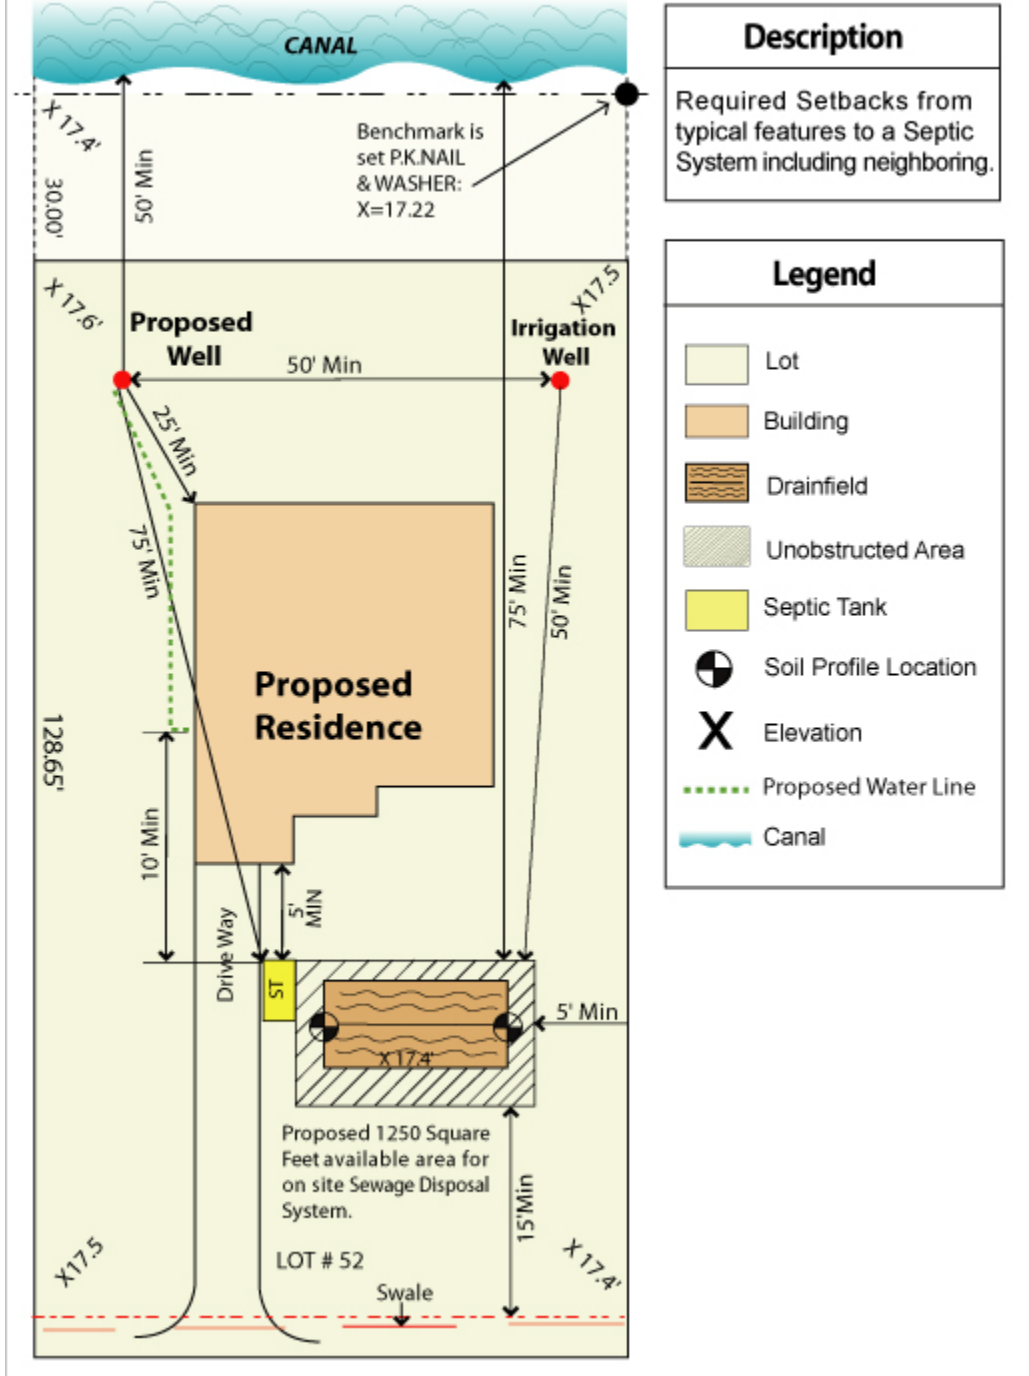 CANAL
X 17.4'
30.00'
50' Min
Benchmark is
set P.K.NAIL
& WASHER:
X=17.22
X 17.6'
X17.5
Proposed
Well
Irrigation
Well
50' Min
25' Min
75' Min
75' Min
50' Min
Proposed
Residence
128.65'
10' Min
5'
MIN
Drive Way
ST
5' Min
X 17.4'
Proposed 1250 Square
Feet available area for
on site Sewage Disposal
System.
15'Min
LOT # 52
X17.5
X 17.4'
Swale
Description
Required Setbacks from
typical features to a Septic
System including neighboring.
Legend
Lot
Building
Drainfield
Unobstructed Area
Septic Tank
Soil Profile Location
X Elevation
Proposed Water Line
Canal